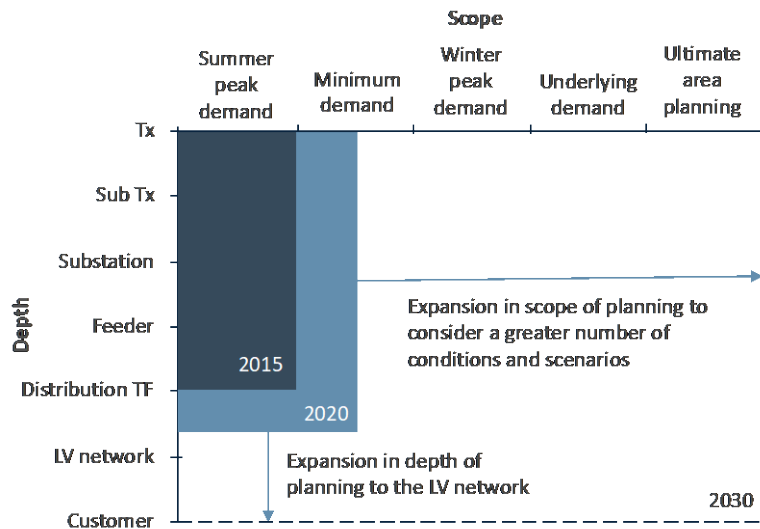 Scope
Summer
peak
demand
Minimum
demand
Winter
peak
demand
Underlying
demand
Ultimate
area
planning
Depth
Tx
Sub Tx
Substation
Feeder
Distribution TF
LV network
Customer
2015
2020
Expansion in scope of planning to
consider a greater number of
conditions and scenarios
Expansion in depth of
planning to the LV network
2030